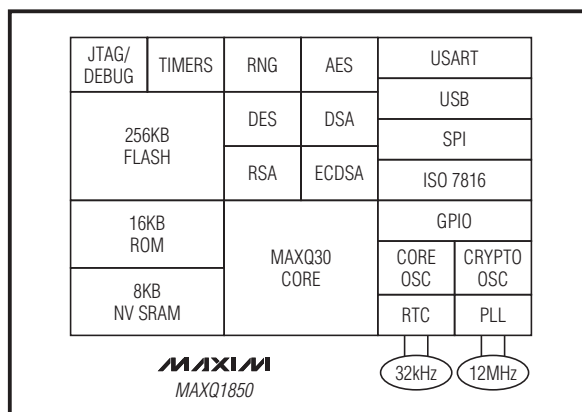 JTAG/
DEBUG
TIMERS
RNG
AES
USART
USB
256KB
FLASH
DES
DSA
SPI
RSA
ECDSA
ISO 7816
16KB
ROM
MAXQ30
CORE
GPIO
CORE
OSC
CRYPTO
OSC
8KB
NV SRAM
RTC
PLL
MAXIM
MAXQ1850
32kHz
12MHz